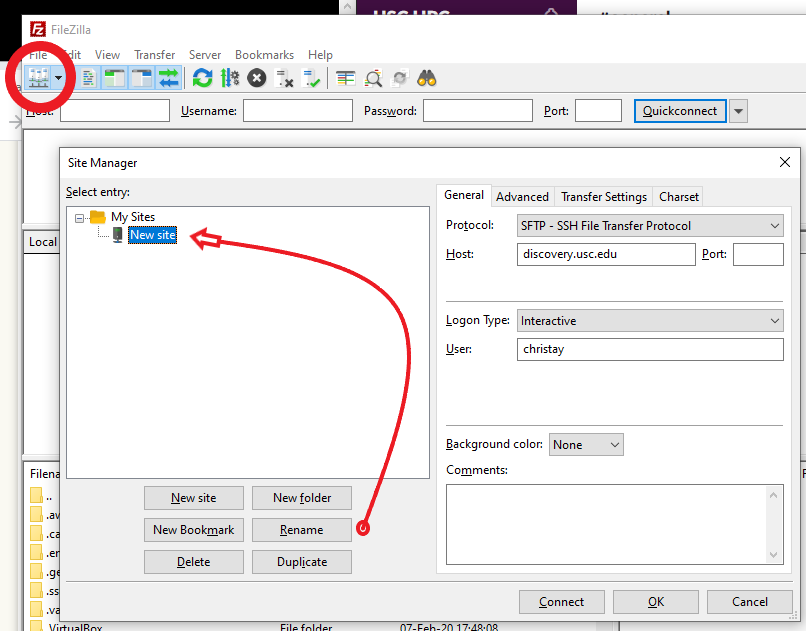 FileZilla
File Edit View Transfer Server Bookmarks Help
Host: Username: Password: Port: Quickconnect
Site Manager
Select entry:
My Sites
New site
General Advanced Transfer Settings Charset
Protocol: SFTP - SSH File Transfer Protocol
Host: discovery.usc.edu Port:
Logon Type: Interactive
User: christay
Background color: None
Comments:
New site New folder
New Bookmark Rename
Delete Duplicate
Connect OK Cancel
Local
Filena
..
.av
.ca
.en
.ge
.ss
.va
VirtualBox File folder 07-Feb-20 17:48:08